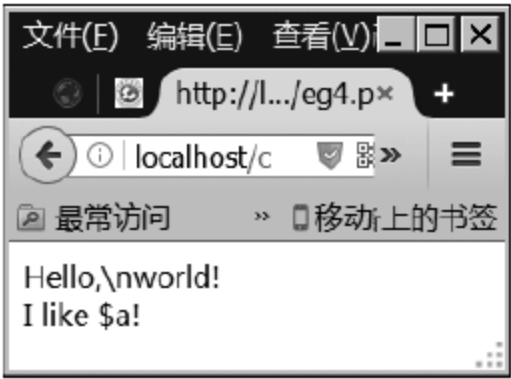 文件(F) 编辑(E) 查看(V)
http://l.../eg4.p× +
localhost/c »
最常访问 » 移动 上的书签
Hello,\nworld!
I like $a!